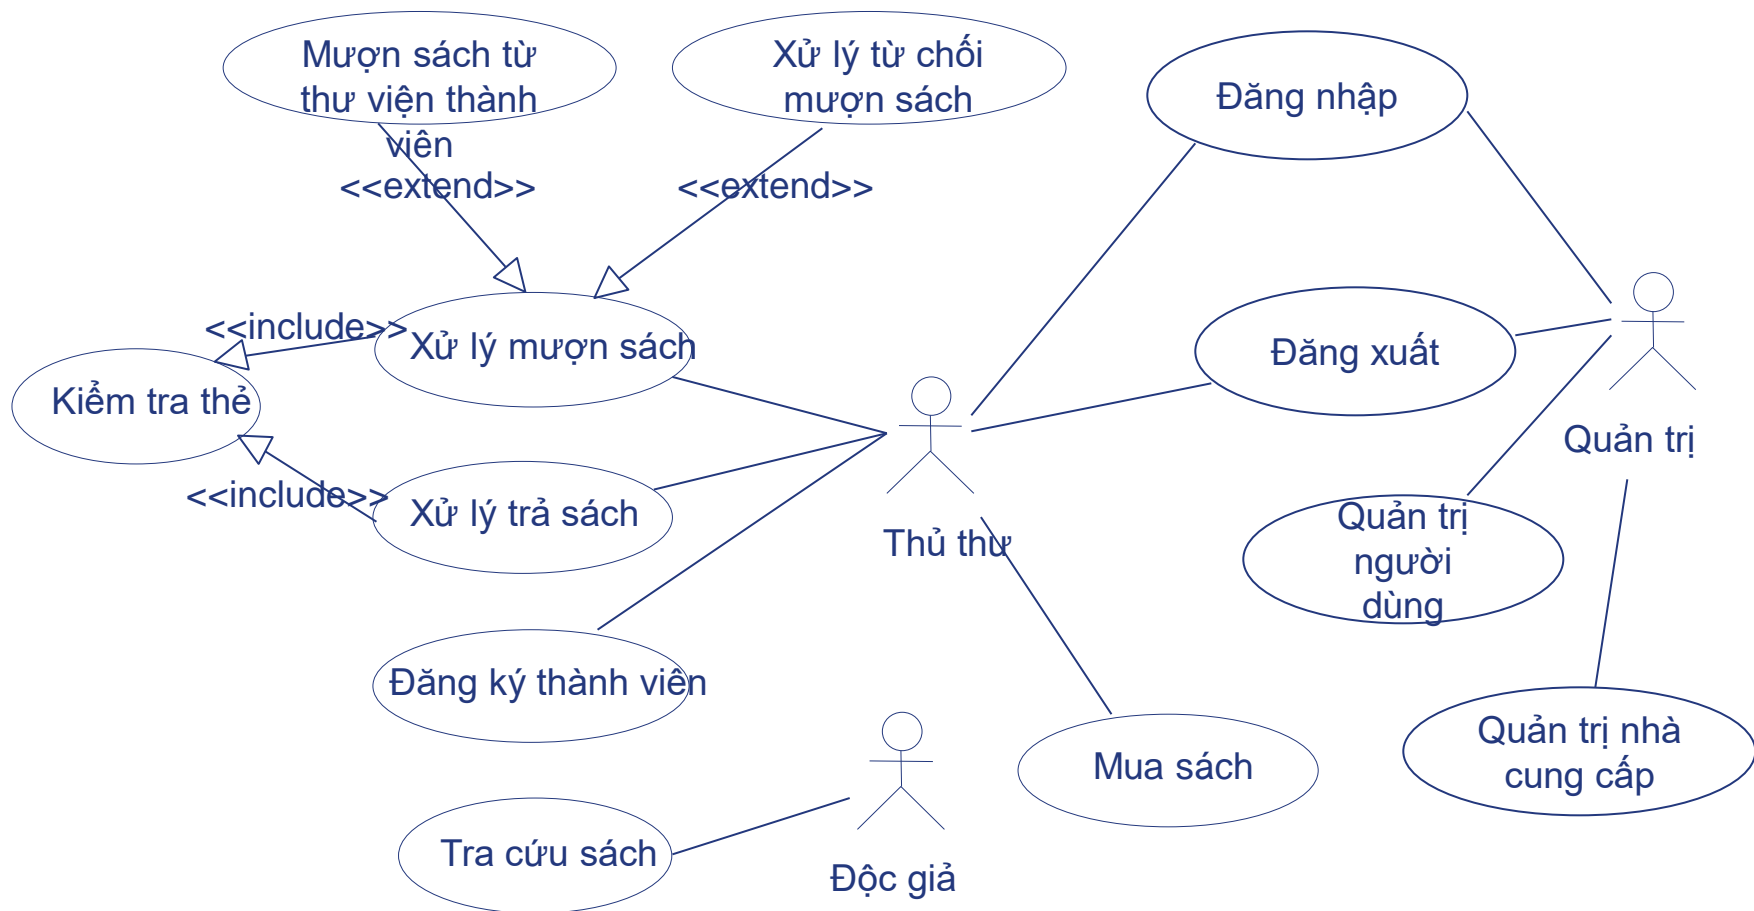 Mượn sách từ
thư viện thành
viên
Xử lý từ chối
mượn sách
Đăng nhập
<<extend>>
<<extend>>
<<include>>
Xử lý mượn sách
Đăng xuất
Kiểm tra thẻ
Quản trị
<<include>>
Xử lý trả sách
Thủ thư
Quản trị
người
dùng
Đăng ký thành viên
Mua sách
Quản trị nhà
cung cấp
Tra cứu sách
Độc giả